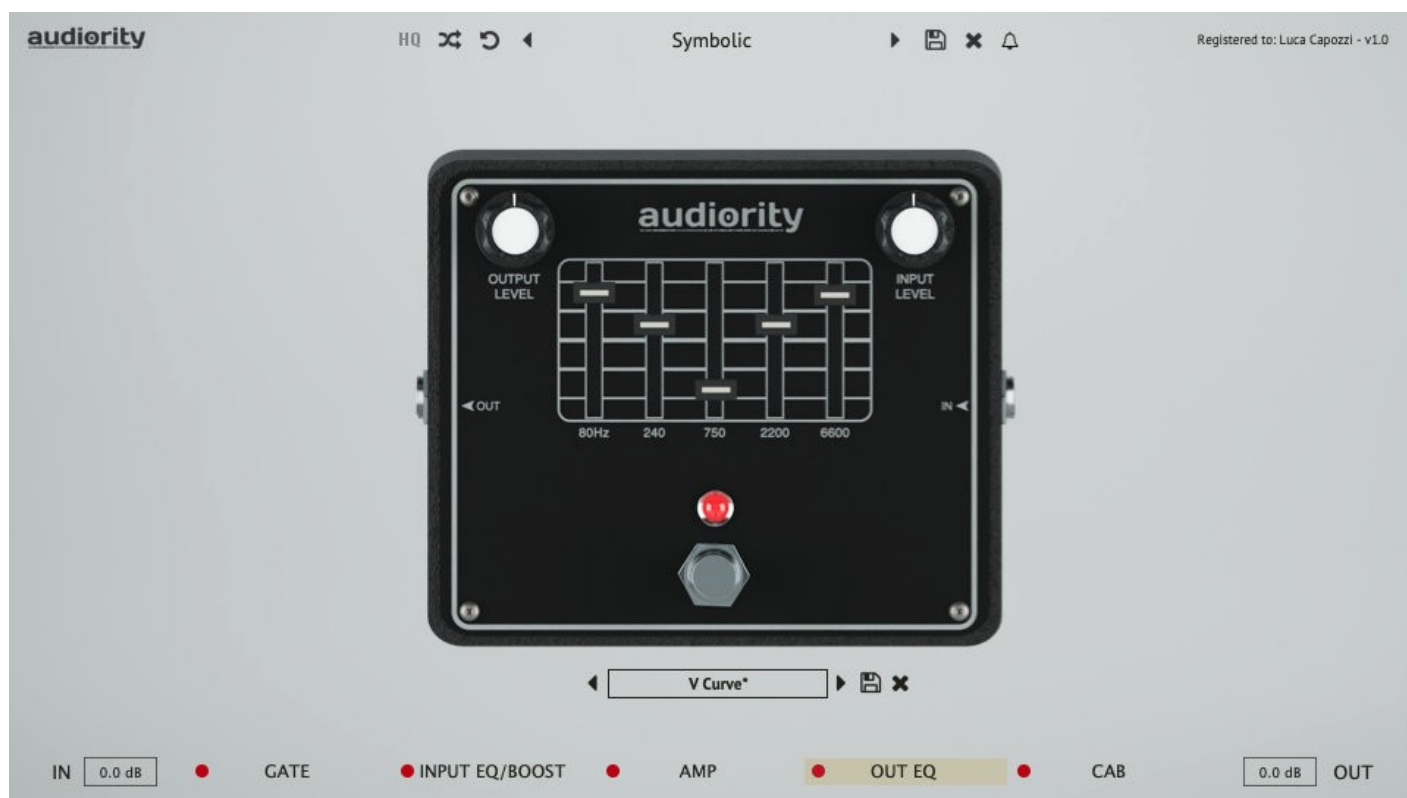 audiority
HQ
Symbolic
Registered to: Luca Capozzi - v1.0
audiority
OUTPUT
LEVEL
INPUT
LEVEL
OUT
IN
80Hz 240 750 2200 6600
V Curve*
IN 0.0 dB GATE INPUT EQ/BOOST AMP OUT EQ CAB 0.0 dB OUT